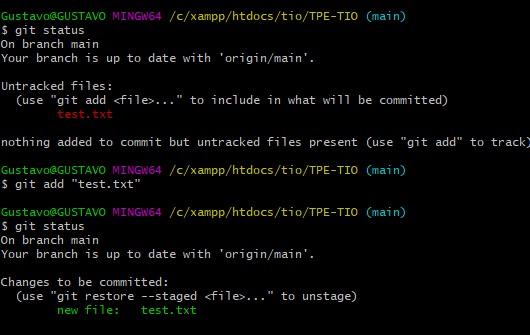 Gustavo@GUSTAVO MINGW64 /c/xampp/htdocs/tio/TPE-TIO (main)
$ git status
On branch main
Your branch is up to date with 'origin/main'.

Untracked files:
  (use "git add <file>..." to include in what will be committed)
        test.txt

nothing added to commit but untracked files present (use "git add" to track)

Gustavo@GUSTAVO MINGW64 /c/xampp/htdocs/tio/TPE-TIO (main)
$ git add "test.txt"

Gustavo@GUSTAVO MINGW64 /c/xampp/htdocs/tio/TPE-TIO (main)
$ git status
On branch main
Your branch is up to date with 'origin/main'.

Changes to be committed:
  (use "git restore --staged <file>..." to unstage)
        new file:   test.txt